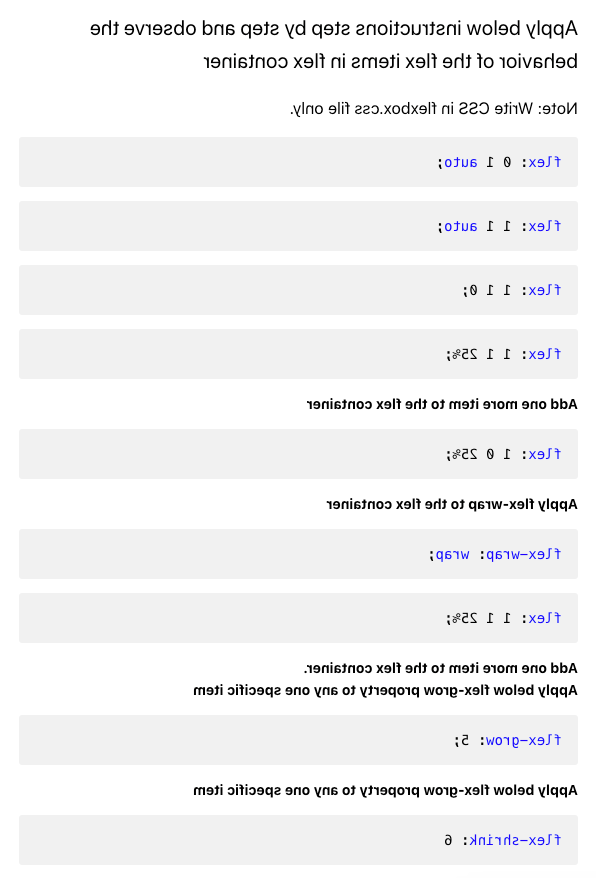 Apply below instructions step by step and observe the
behavior of the flex items in flex container
Note: Write CSS in flexbox.css file only.
flex: 0 1 auto;
flex: 1 1 auto;
flex: 1 1 0;
flex: 1 1 25%;
Add one more item to the flex container
flex: 1 0 25%;
Apply flex-wrap to the flex container
flex-wrap: wrap;
flex: 1 1 25%;
Add one more item to the flex container.
Apply below flex-grow property to any one specific item
flex-grow: 5;
Apply below flex-grow property to any one specific item
flex-shrink: 6